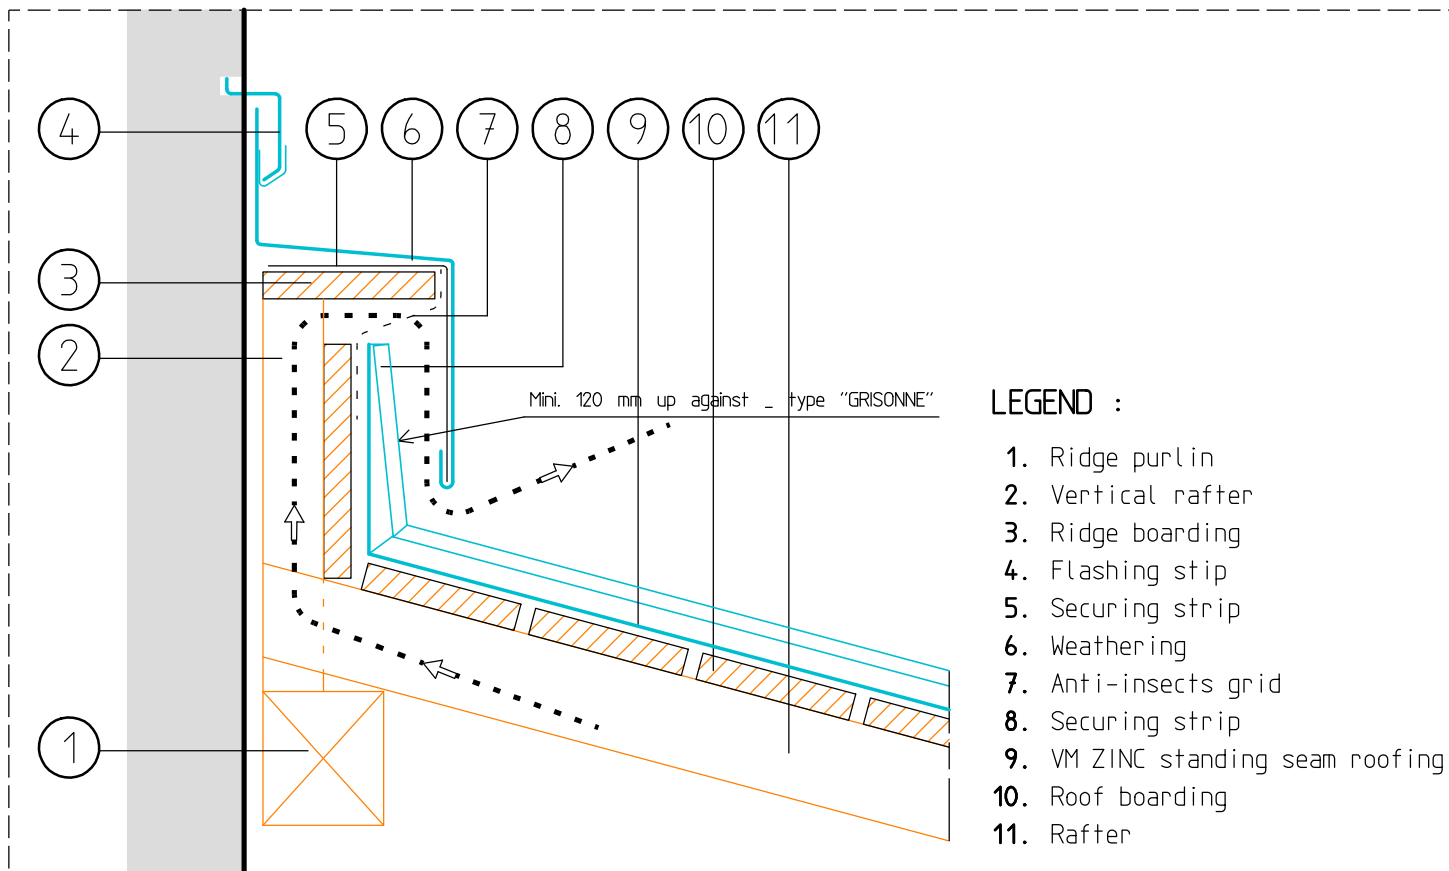 4
5 6 7 8 9 10 11
3
2
Mini. 120 mm up against _ type "GRISONNE"
1
LEGEND :
1. Ridge purlin
2. Vertical rafter
3. Ridge boarding
4. Flashing stip
5. Securing strip
6. Weathering
7. Anti-insects grid
8. Securing strip
9. VM ZINC standing seam roofing
10. Roof boarding
11. Rafter